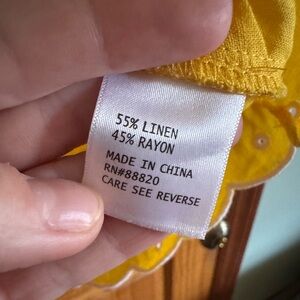 55% LINEN
45% RAYON
MADE IN CHINA
RN#88820
CARE SEE REVERSE